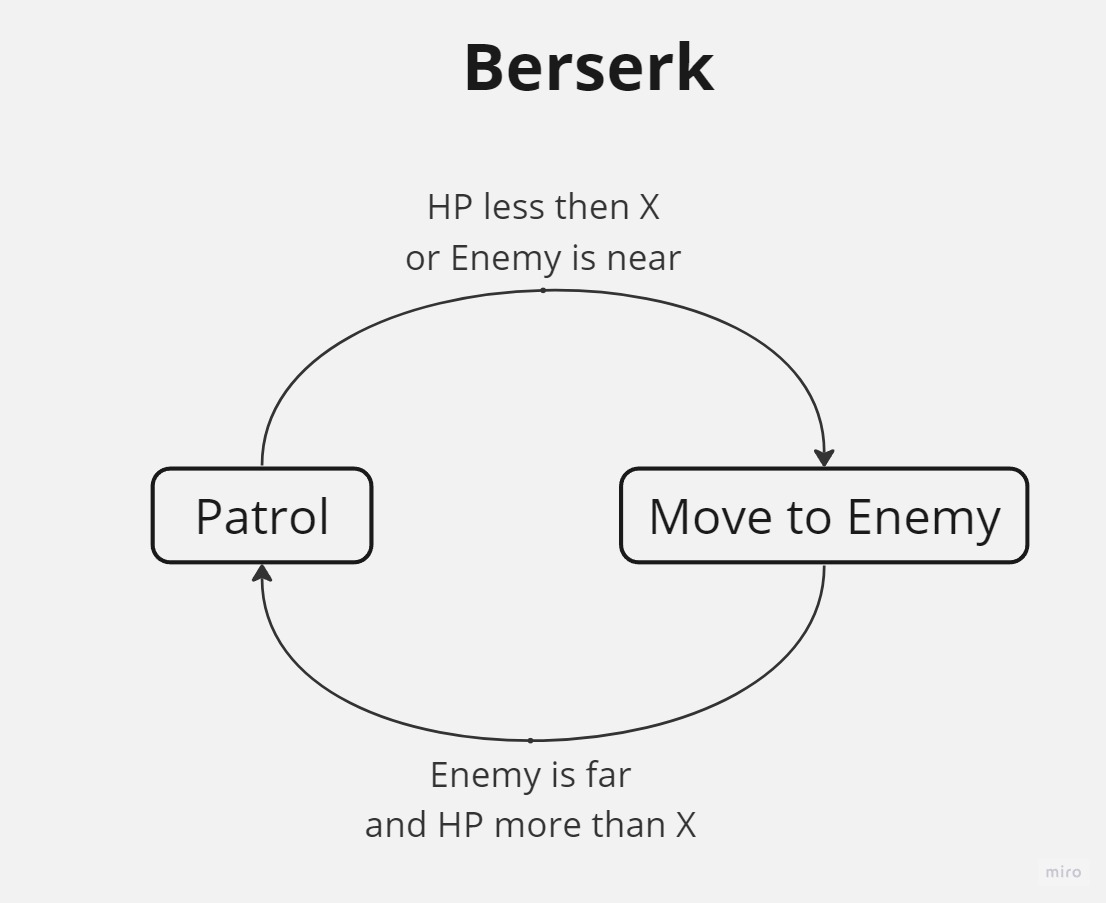 Berserk
HP less then X
or Enemy is near
Patrol
Move to Enemy
Enemy is far
and HP more than X
miro